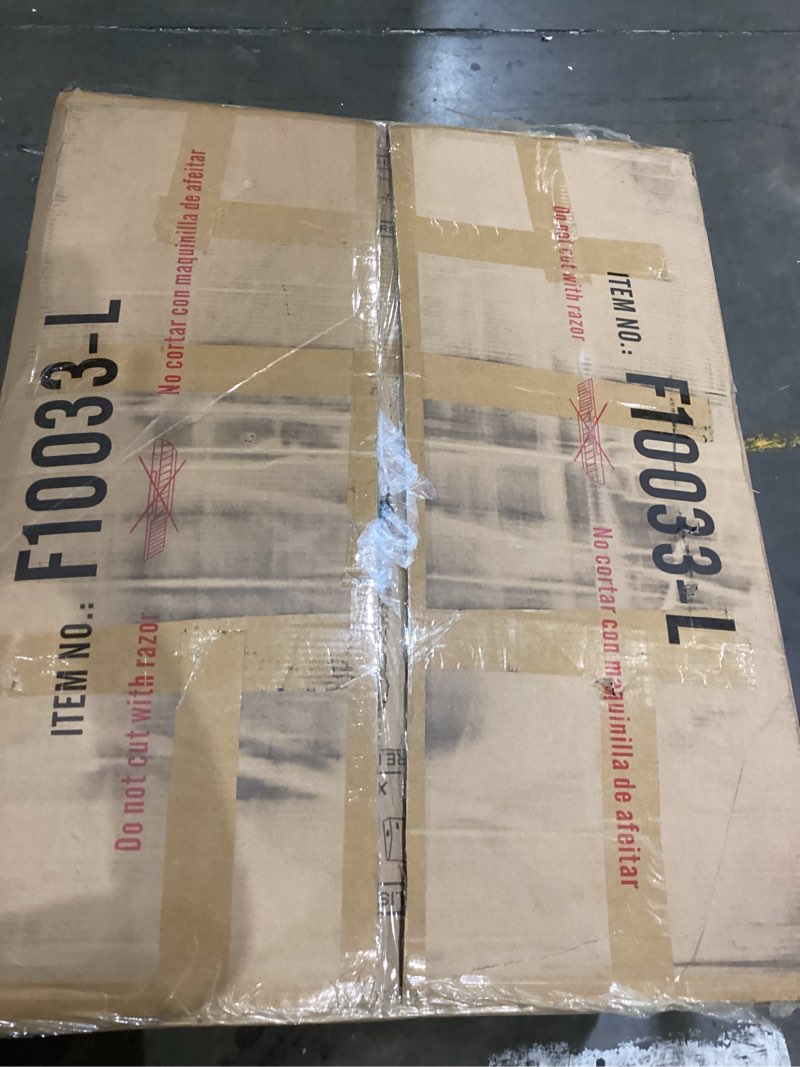 ITEM NO.: F10033-L
Do not cut with razor
No cortar con maquinilla de afeitar
ITEM NO.: F10033-L
Do not cut with razor
No cortar con maquinilla de afeitar